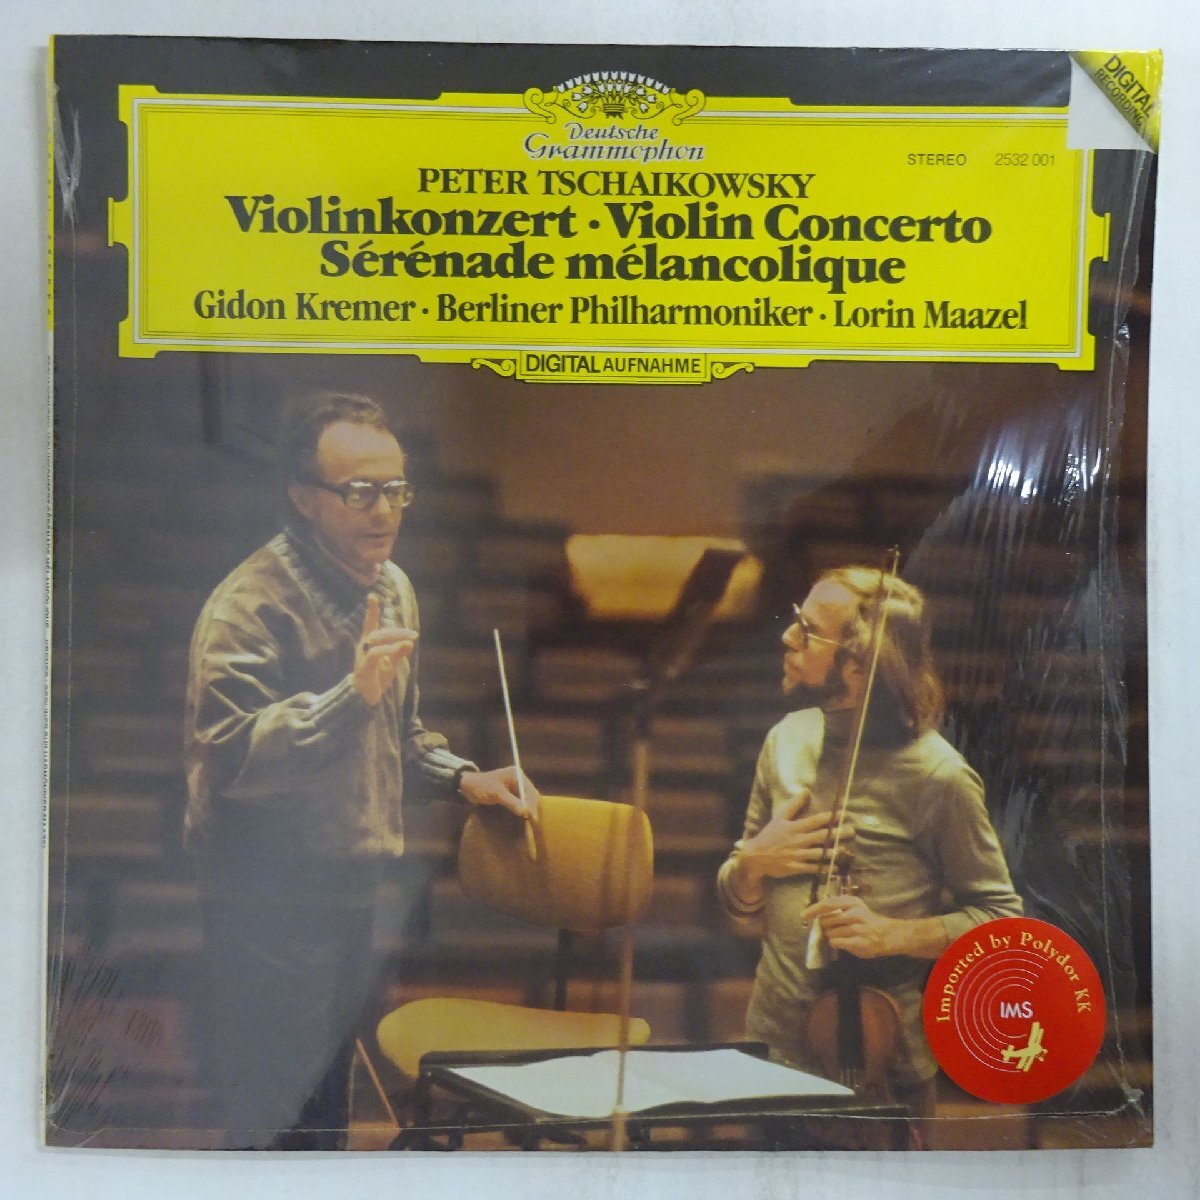 Deutsche
Grammophon
DIGITAL
RECORDING
STEREO 2532 001
PETER TSCHAIKOWSKY
Violinkonzert · Violin Concerto
Sérénade mélancolique
Gidon Kremer · Berliner Philharmoniker · Lorin Maazel
DIGITAL AUFNAHME
Imported by Polydor KK
IMS